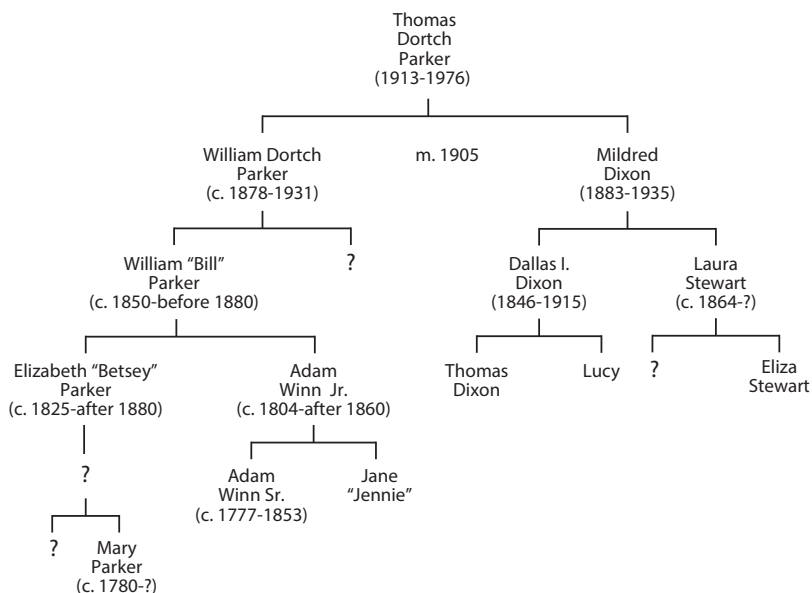 Thomas
Dortch
Parker
(1913-1976)
William Dortch
Parker
(c. 1878-1931)
m. 1905
Mildred
Dixon
(1883-1935)
William “Bill”
Parker
(c. 1850-before 1880)
?
Dallas I.
Dixon
(1846-1915)
Laura
Stewart
(c. 1864-?)
Elizabeth “Betsey”
Parker
(c. 1825-after 1880)
Adam
Winn Jr.
(c. 1804-after 1860)
Thomas
Dixon
Lucy
?
Eliza
Stewart
?
Adam
Winn Sr.
(c. 1777-1853)
Jane
“Jennie”
?
Mary
Parker
(c. 1780-?)